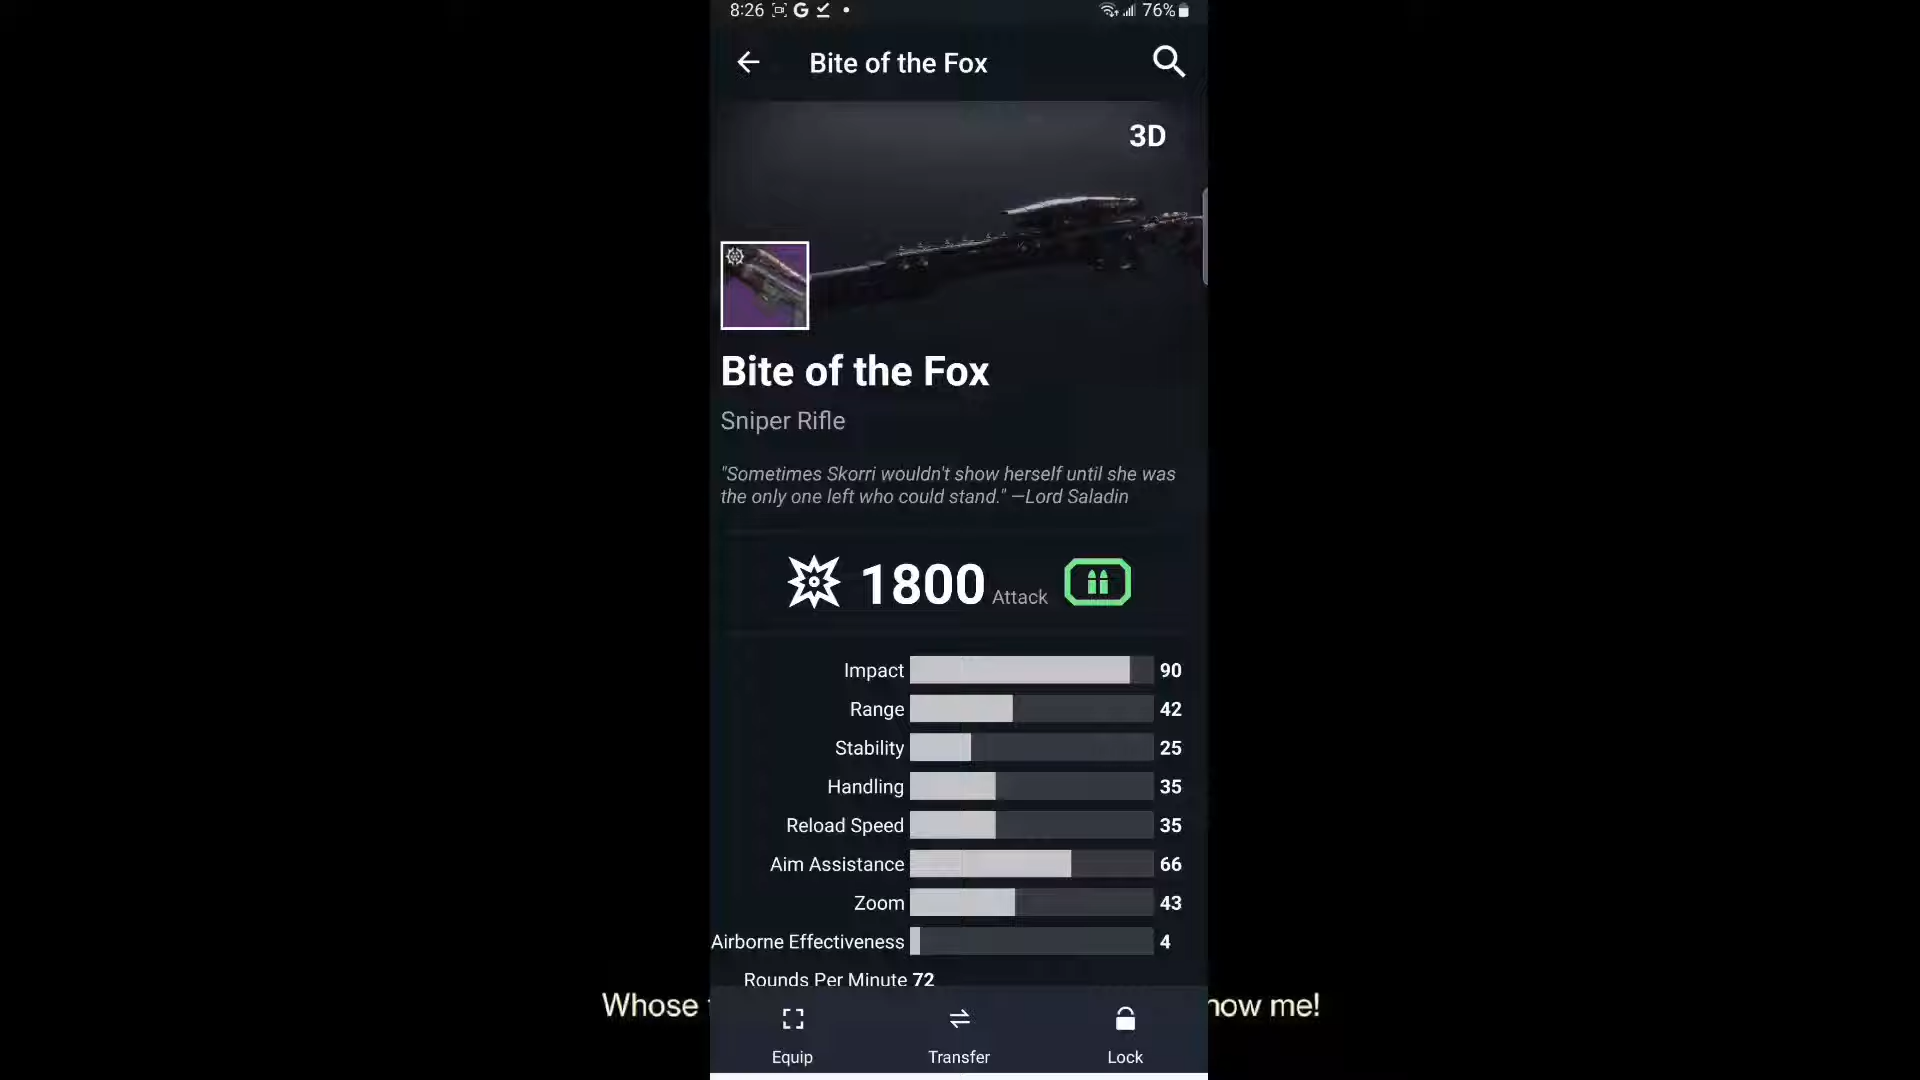 8:26
76%
Bite of the Fox
3D
Bite of the Fox
Sniper Rifle
"Sometimes Skorri wouldn't show herself until she was
the only one left who could stand." —Lord Saladin
1800 Attack
Impact 90
Range 42
Stability 25
Handling 35
Reload Speed 35
Aim Assistance 66
Zoom 43
Airborne Effectiveness 4
Rounds Per Minute 72
Whose
me!
Equip
Transfer
Lock